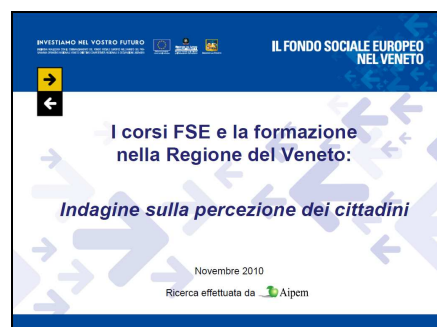 INVESTIAMO NEL VOSTRO FUTURO
IL FONDO SOCIALE EUROPEO
NEL VENETO
I corsi FSE e la formazione
nella Regione del Veneto:
Indagine sulla percezione dei cittadini
Novembre 2010
Ricerca effettuata da Aipem